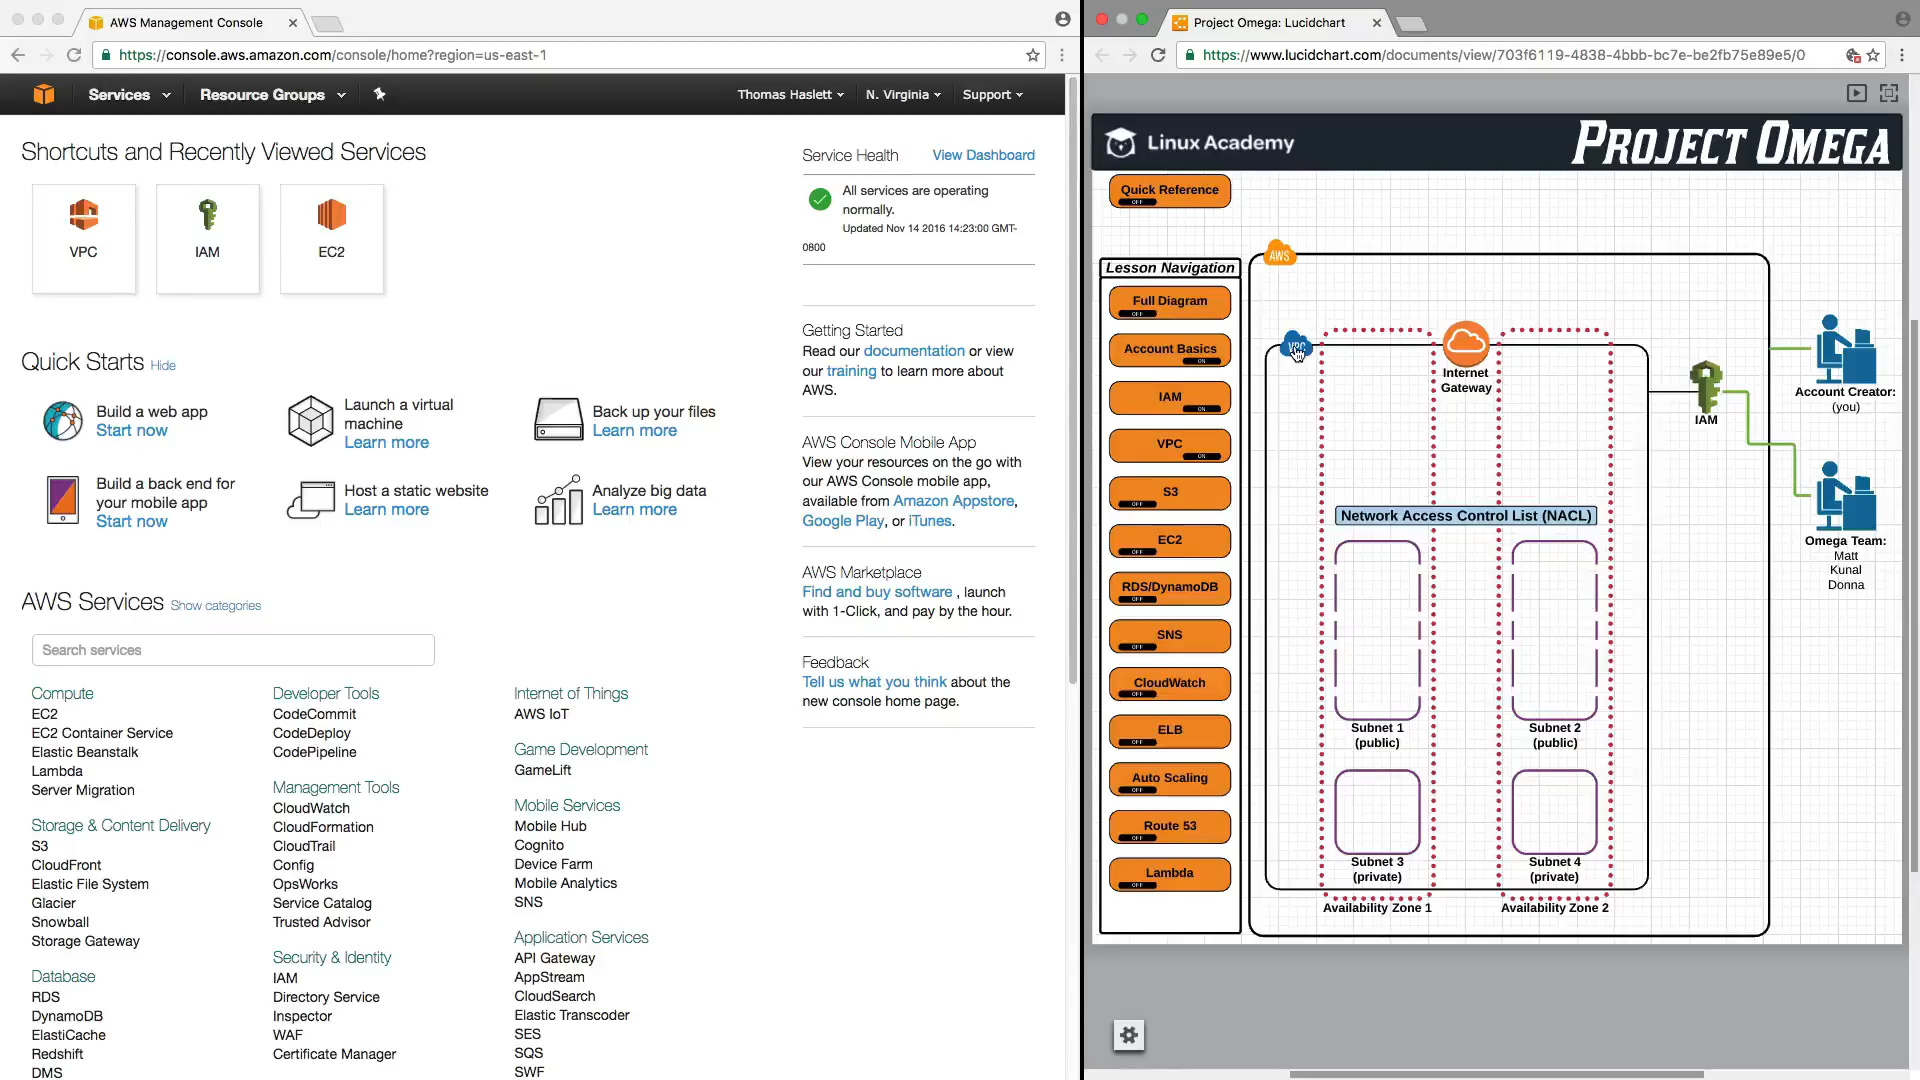 AWS Management Console
https://console.aws.amazon.com/console/home?region=us-east-1
Services
Resource Groups
Thomas Haslett
N. Virginia
Support
Shortcuts and Recently Viewed Services
VPC
IAM
EC2
Quick Starts Hide
Build a web app
Start now
Launch a virtual
machine
Learn more
Back up your files
Learn more
Build a back end for
your mobile app
Start now
Host a static website
Learn more
Analyze big data
Learn more
AWS Services Show categories
Search services
Compute
EC2
EC2 Container Service
Elastic Beanstalk
Lambda
Server Migration
Storage & Content Delivery
S3
CloudFront
Elastic File System
Glacier
Snowball
Storage Gateway
Database
RDS
DynamoDB
ElastiCache
Redshift
DMS
Developer Tools
CodeCommit
CodeDeploy
CodePipeline
Management Tools
CloudWatch
CloudFormation
CloudTrail
Config
OpsWorks
Service Catalog
Trusted Advisor
Security & Identity
IAM
Directory Service
Inspector
WAF
Certificate Manager
Internet of Things
AWS IoT
Game Development
GameLift
Mobile Services
Mobile Hub
Cognito
Device Farm
Mobile Analytics
SNS
Application Services
API Gateway
AppStream
CloudSearch
Elastic Transcoder
SES
SQS
SWF
Service Health
View Dashboard
All services are operating
normally.
Updated Nov 14 2016 14:23:00 GMT-
0800
Getting Started
Read our documentation or view
our training to learn more about
AWS.
AWS Console Mobile App
View your resources on the go with
our AWS Console mobile app,
available from Amazon Appstore,
Google Play, or iTunes.
AWS Marketplace
Find and buy software , launch
with 1-Click, and pay by the hour.
Feedback
Tell us what you think about the
new console home page.
Project Omega: Lucidchart
https://www.lucidchart.com/documents/view/703f6119-4838-4bbb-bc7e-be2fb75e89e5/0
Linux Academy
PROJECT OMEGA
Quick Reference
OFF
Lesson Navigation
Full Diagram
OFF
Account Basics
ON
IAM
ON
VPC
ON
S3
OFF
EC2
OFF
RDS/DynamoDB
OFF
SNS
OFF
CloudWatch
OFF
ELB
OFF
Auto Scaling
OFF
Route 53
OFF
Lambda
OFF
AWS
VPC
Internet
Gateway
Network Access Control List (NACL)
Subnet 1
(public)
Subnet 2
(public)
Subnet 3
(private)
Subnet 4
(private)
Availability Zone 1
Availability Zone 2
IAM
Account Creator:
(you)
Omega Team:
Matt
Kunal
Donna